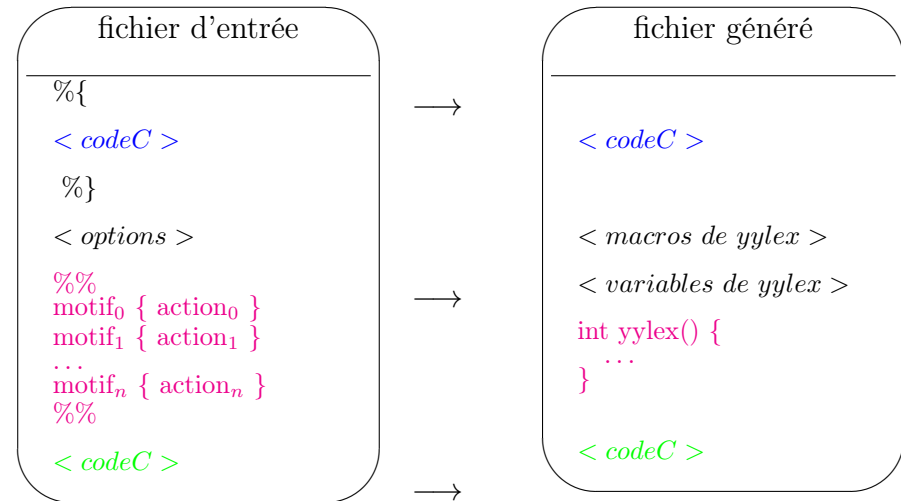 fichier d'entrée
%{
< codeC >
%}
< options >
%%
motif₀ { action₀ }
motif₁ { action₁ }
...
motifₙ { actionₙ }
%%
< codeC >
⟶
⟶
⟶
fichier généré
< codeC >
< macros de yylex >
< variables de yylex >
int yylex() {
...
}
< codeC >